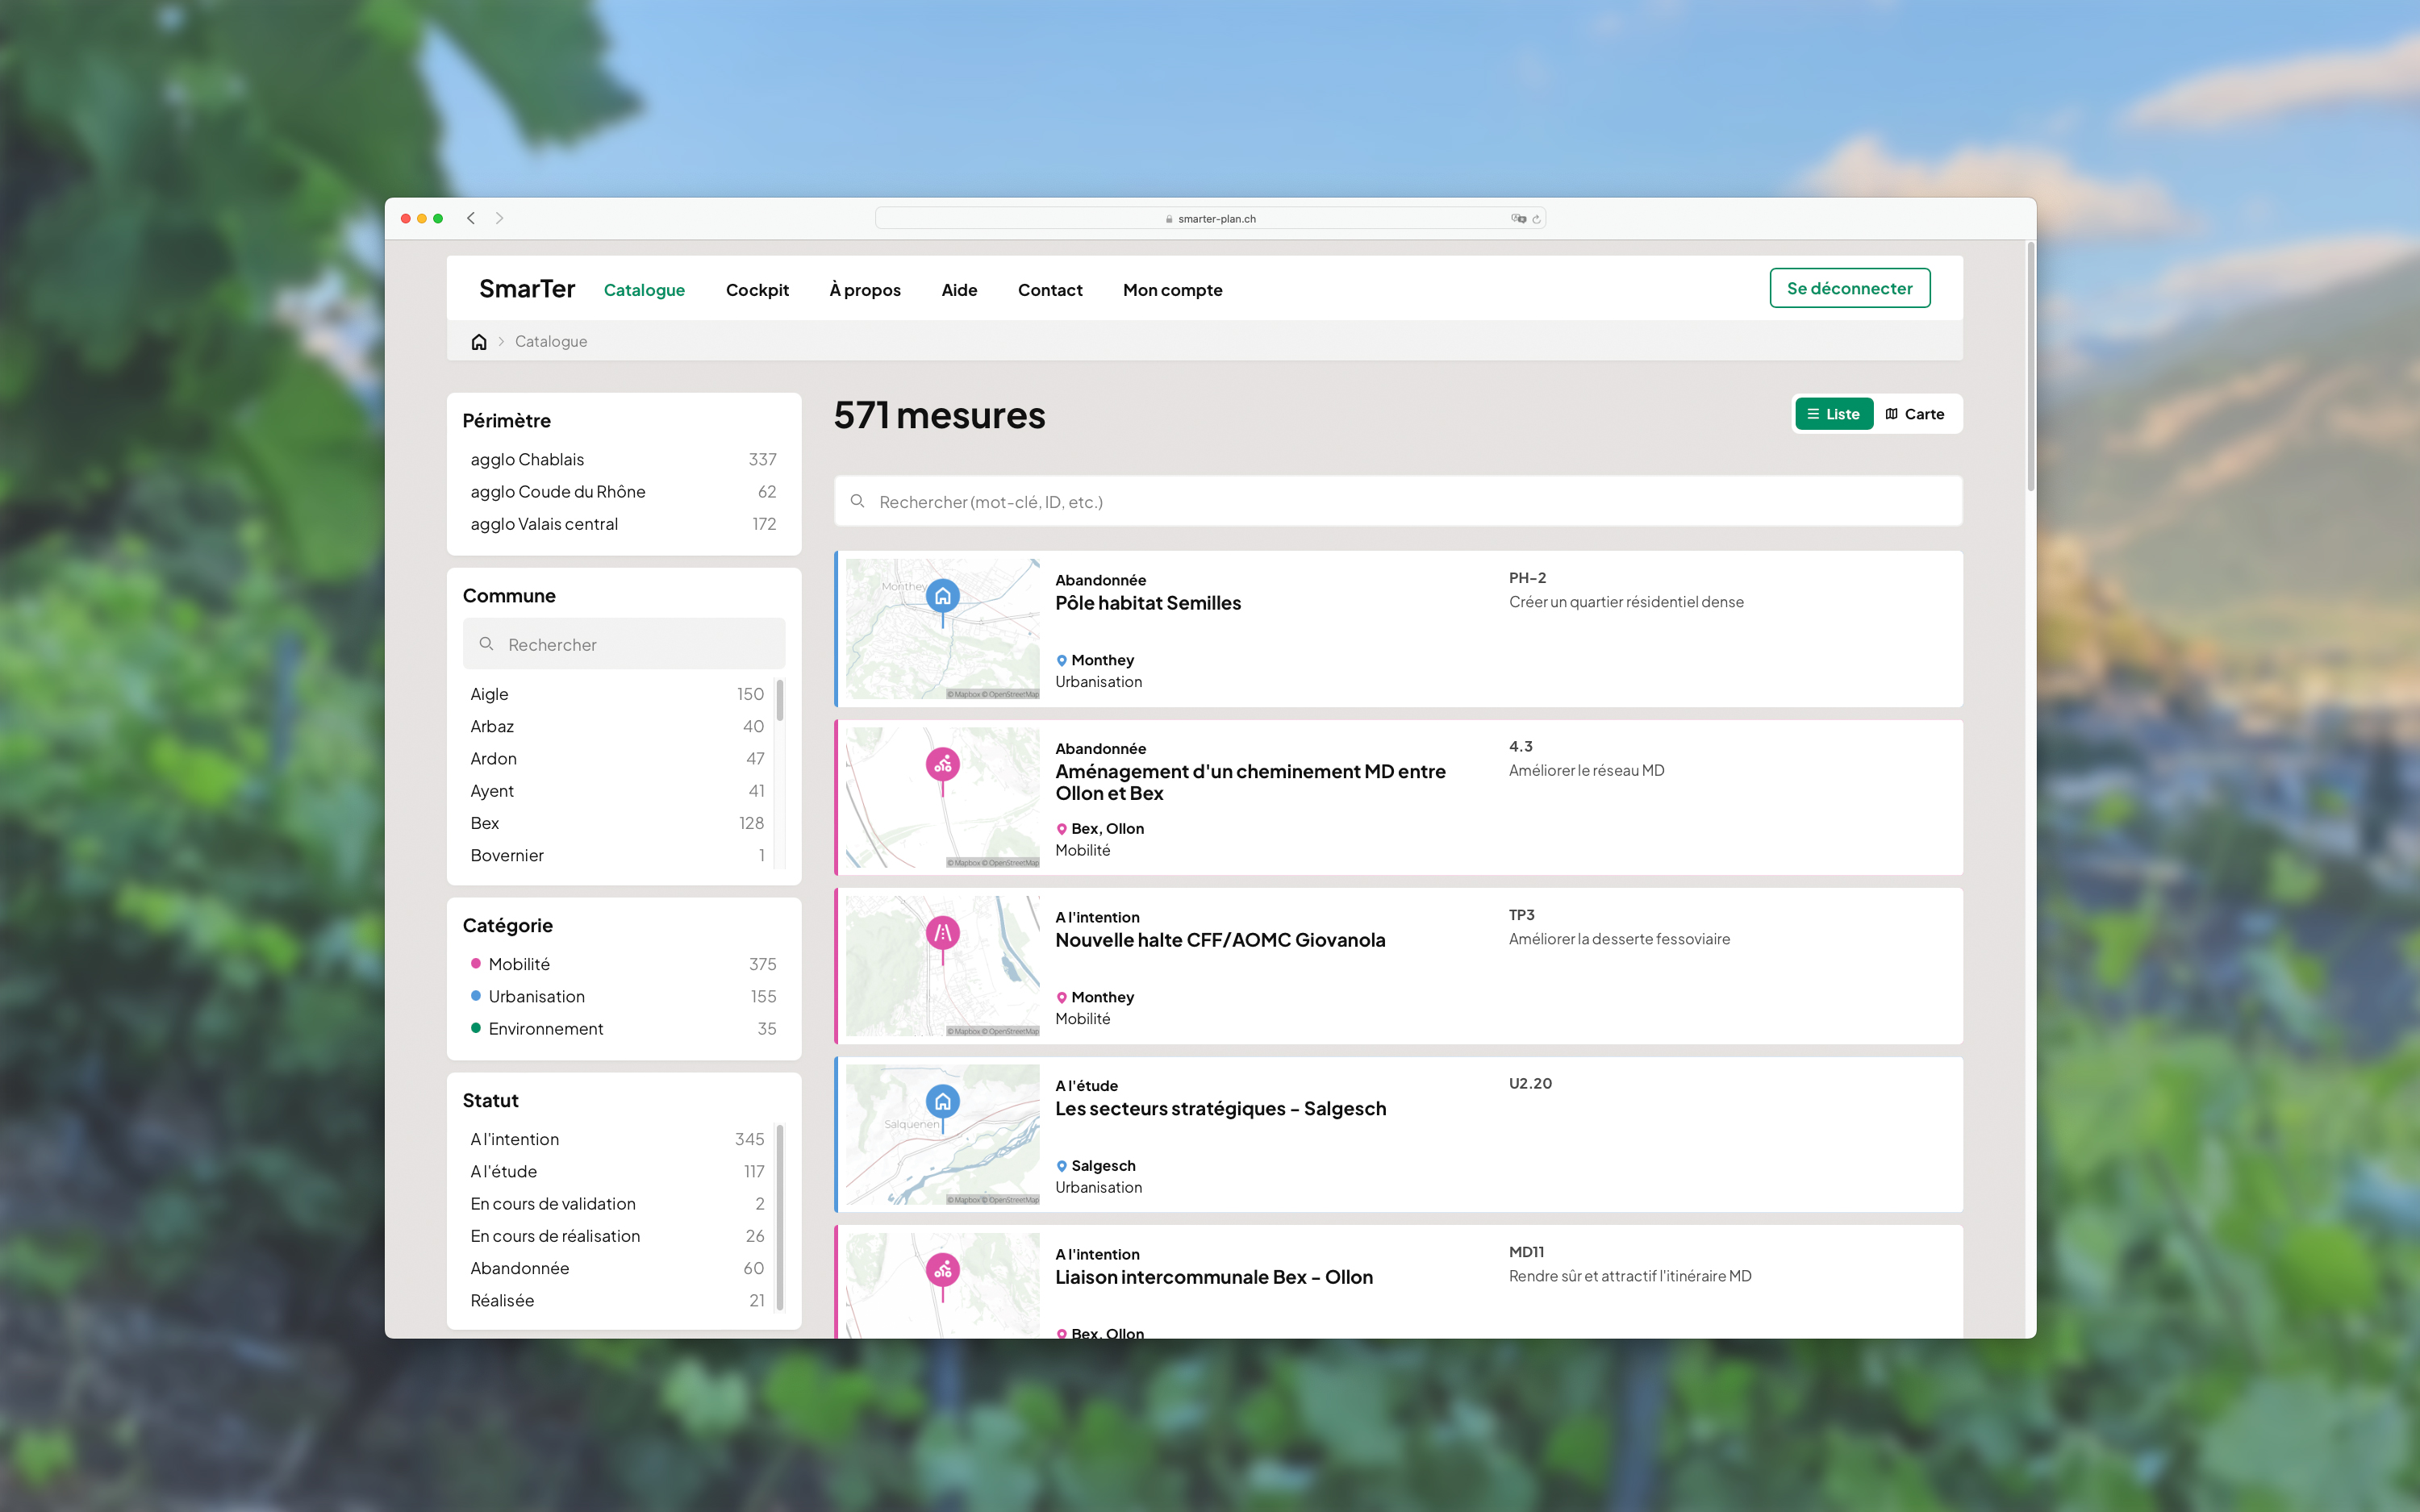 smarter-plan.ch
SmarTer
Catalogue
Cockpit
À propos
Aide
Contact
Mon compte
Se déconnecter
Catalogue
Périmètre
agglo Chablais 337
agglo Coude du Rhône 62
agglo Valais central 172
Commune
Rechercher
Aigle 150
Arbaz 40
Ardon 47
Ayent 41
Bex 128
Bovernier 1
Catégorie
Mobilité 375
Urbanisation 155
Environnement 35
Statut
A l'intention 345
A l'étude 117
En cours de validation 2
En cours de réalisation 26
Abandonnée 60
Réalisée 21
571 mesures
Liste
Carte
Rechercher (mot-clé, ID, etc.)
Monthey
© Mapbox © OpenStreetMap
Abandonnée
Pôle habitat Semilles
Monthey
Urbanisation
PH-2
Créer un quartier résidentiel dense
© Mapbox © OpenStreetMap
Abandonnée
Aménagement d'un cheminement MD entre
Ollon et Bex
Bex, Ollon
Mobilité
4.3
Améliorer le réseau MD
© Mapbox © OpenStreetMap
A l'intention
Nouvelle halte CFF/AOMC Giovanola
Monthey
Mobilité
TP3
Améliorer la desserte fessoviaire
Salquenen
© Mapbox © OpenStreetMap
A l'étude
Les secteurs stratégiques - Salgesch
Salgesch
Urbanisation
U2.20
A l'intention
Liaison intercommunale Bex - Ollon
Bex, Ollon
MD11
Rendre sûr et attractif l'itinéraire MD